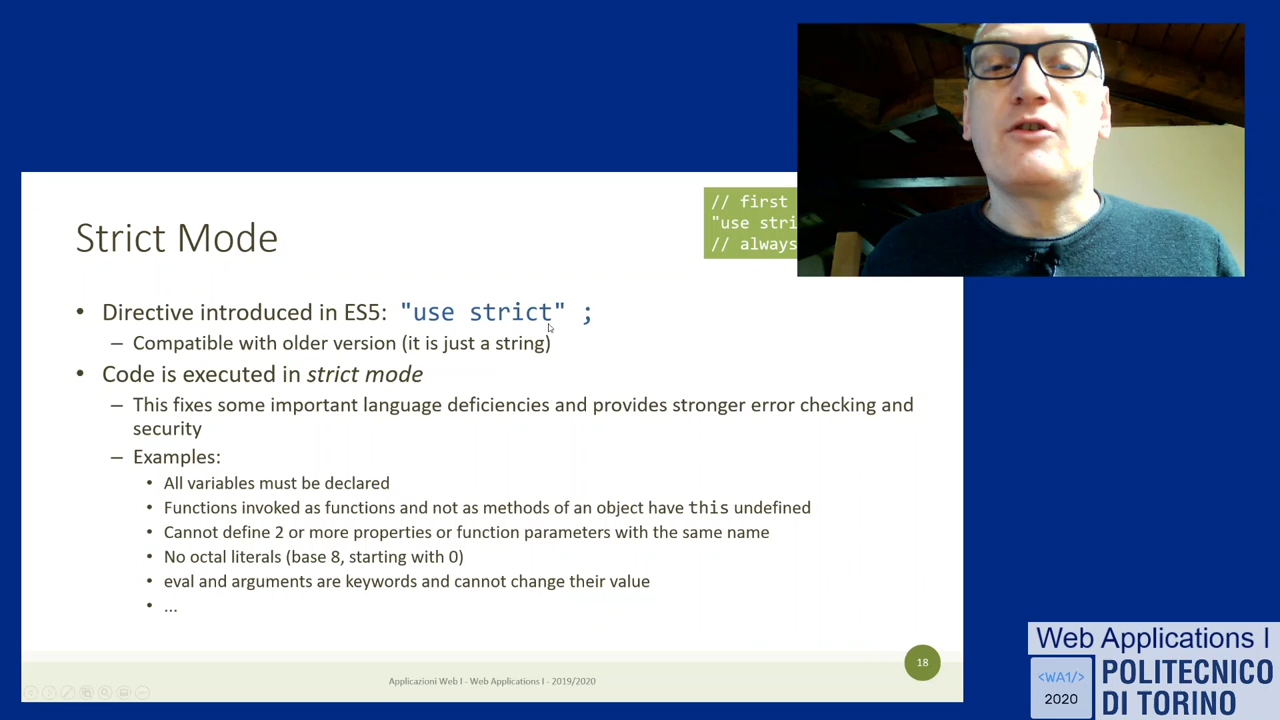 // first
"use stri
// always
Strict Mode
• Directive introduced in ES5: "use strict" ;
– Compatible with older version (it is just a string)
• Code is executed in strict mode
– This fixes some important language deficiencies and provides stronger error checking and
security
– Examples:
• All variables must be declared
• Functions invoked as functions and not as methods of an object have this undefined
• Cannot define 2 or more properties or function parameters with the same name
• No octal literals (base 8, starting with 0)
• eval and arguments are keywords and cannot change their value
• ...
18
Applicazioni Web I - Web Applications I - 2019/2020
Web Applications I
<WA1/>
2020
POLITECNICO
DI TORINO